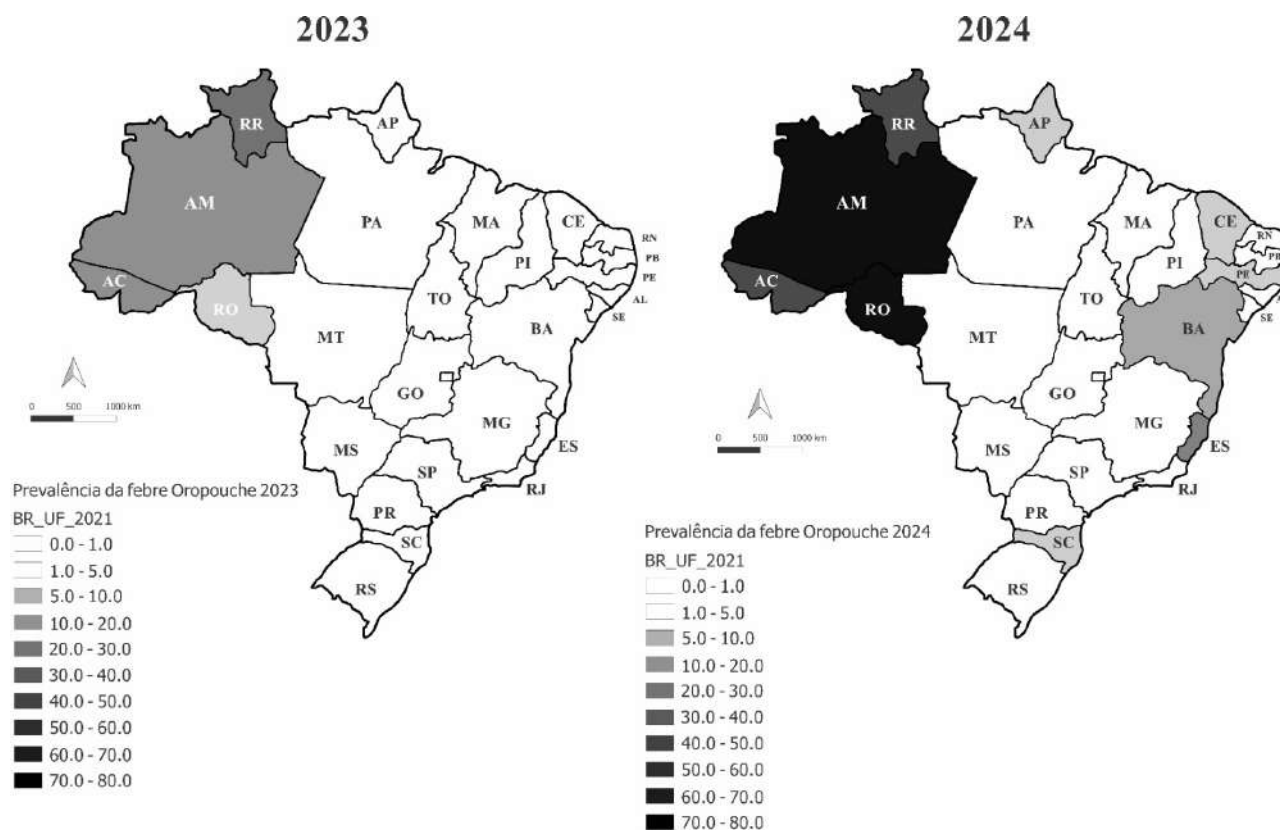 2023
RR
AP
AM
PA
MA
CE
RN
PB
PE
AL
SE
PI
AC
RO
TO
BA
MT
GO
MG
ES
MS
SP
RJ
PR
SC
RS
0 500 1000 km
Prevalência da febre Oropouche 2023
BR_UF_2021
0.0 - 1.0
1.0 - 5.0
5.0 - 10.0
10.0 - 20.0
20.0 - 30.0
30.0 - 40.0
40.0 - 50.0
50.0 - 60.0
60.0 - 70.0
70.0 - 80.0
2024
RR
AP
AM
PA
MA
CE
RN
PB
PE
SE
PI
AC
RO
TO
BA
MT
GO
MG
ES
MS
SP
RJ
PR
SC
RS
0 500 1000 km
Prevalência da febre Oropouche 2024
BR_UF_2021
0.0 - 1.0
1.0 - 5.0
5.0 - 10.0
10.0 - 20.0
20.0 - 30.0
30.0 - 40.0
40.0 - 50.0
50.0 - 60.0
60.0 - 70.0
70.0 - 80.0